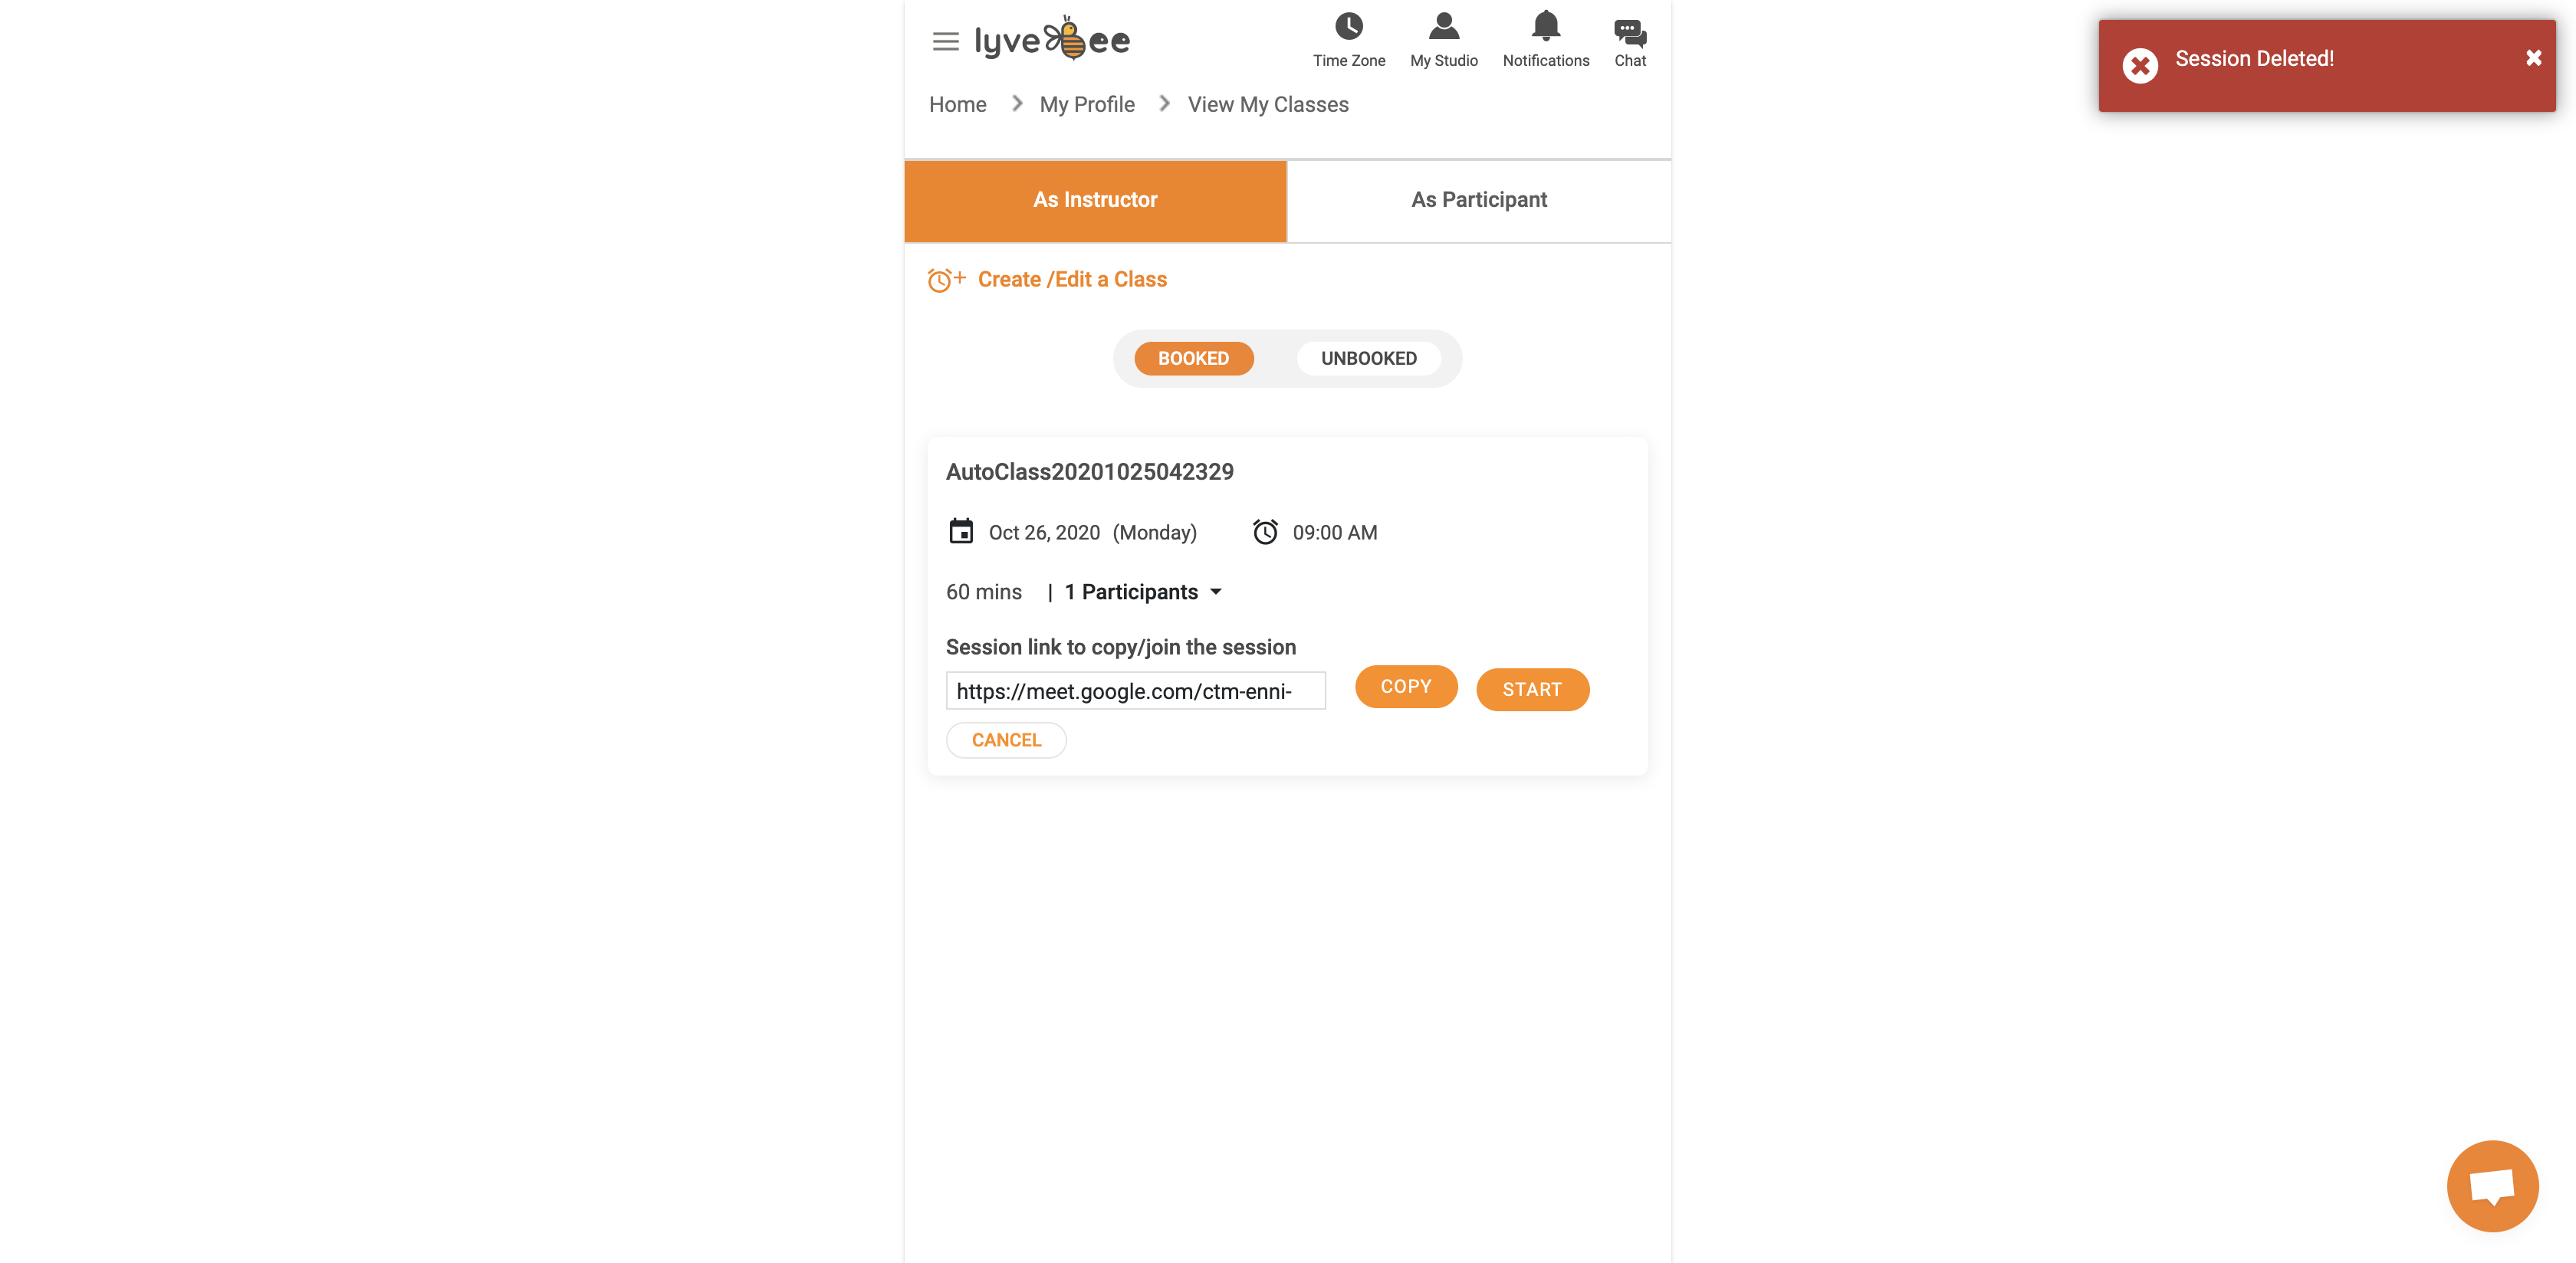 lyvebee
Time Zone
My Studio
Notifications
Chat
Session Deleted!
Home
My Profile
View My Classes
As Instructor
As Participant
Create /Edit a Class
BOOKED
UNBOOKED
AutoClass20201025042329
Oct 26, 2020 (Monday)
09:00 AM
60 mins | 1 Participants
Session link to copy/join the session
https://meet.google.com/ctm-enni-
COPY
START
CANCEL